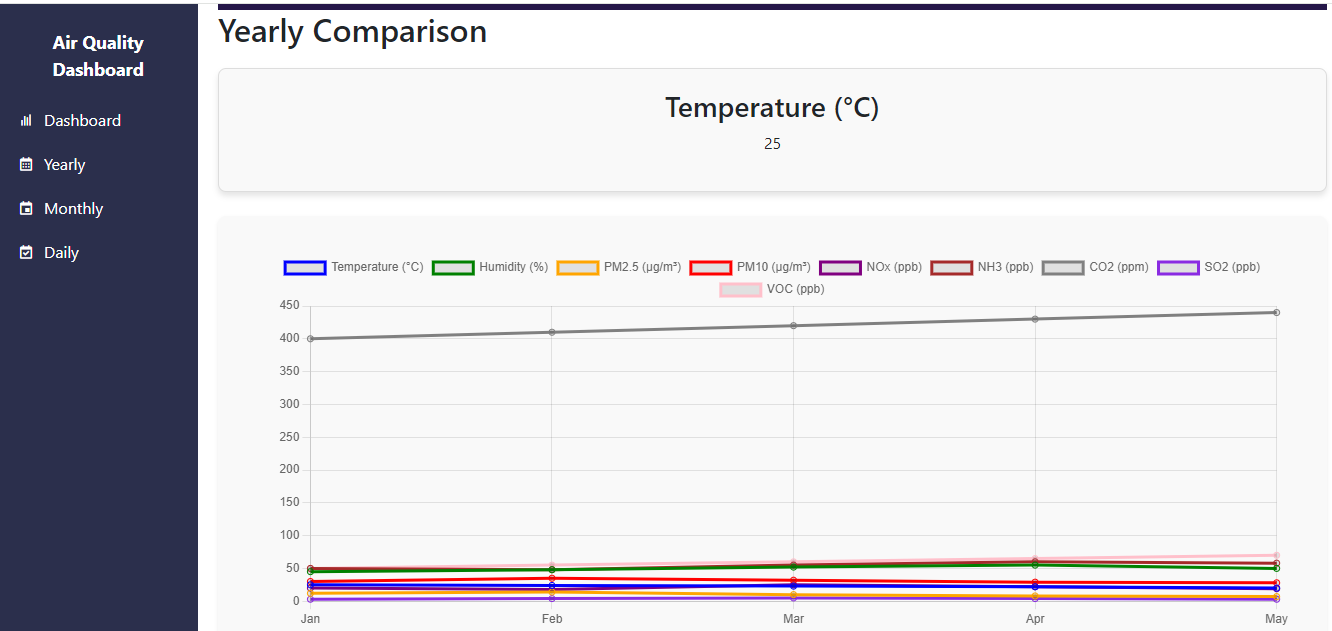 Air Quality
Dashboard
Dashboard
Yearly
Monthly
Daily
Yearly Comparison
Temperature (°C)
25
Temperature (°C) Humidity (%) PM2.5 (µg/m³) PM10 (µg/m³) NOx (ppb) NH3 (ppb) CO2 (ppm) SO2 (ppb)
VOC (ppb)
450
400
350
300
250
200
150
100
50
0
Jan Feb Mar Apr May